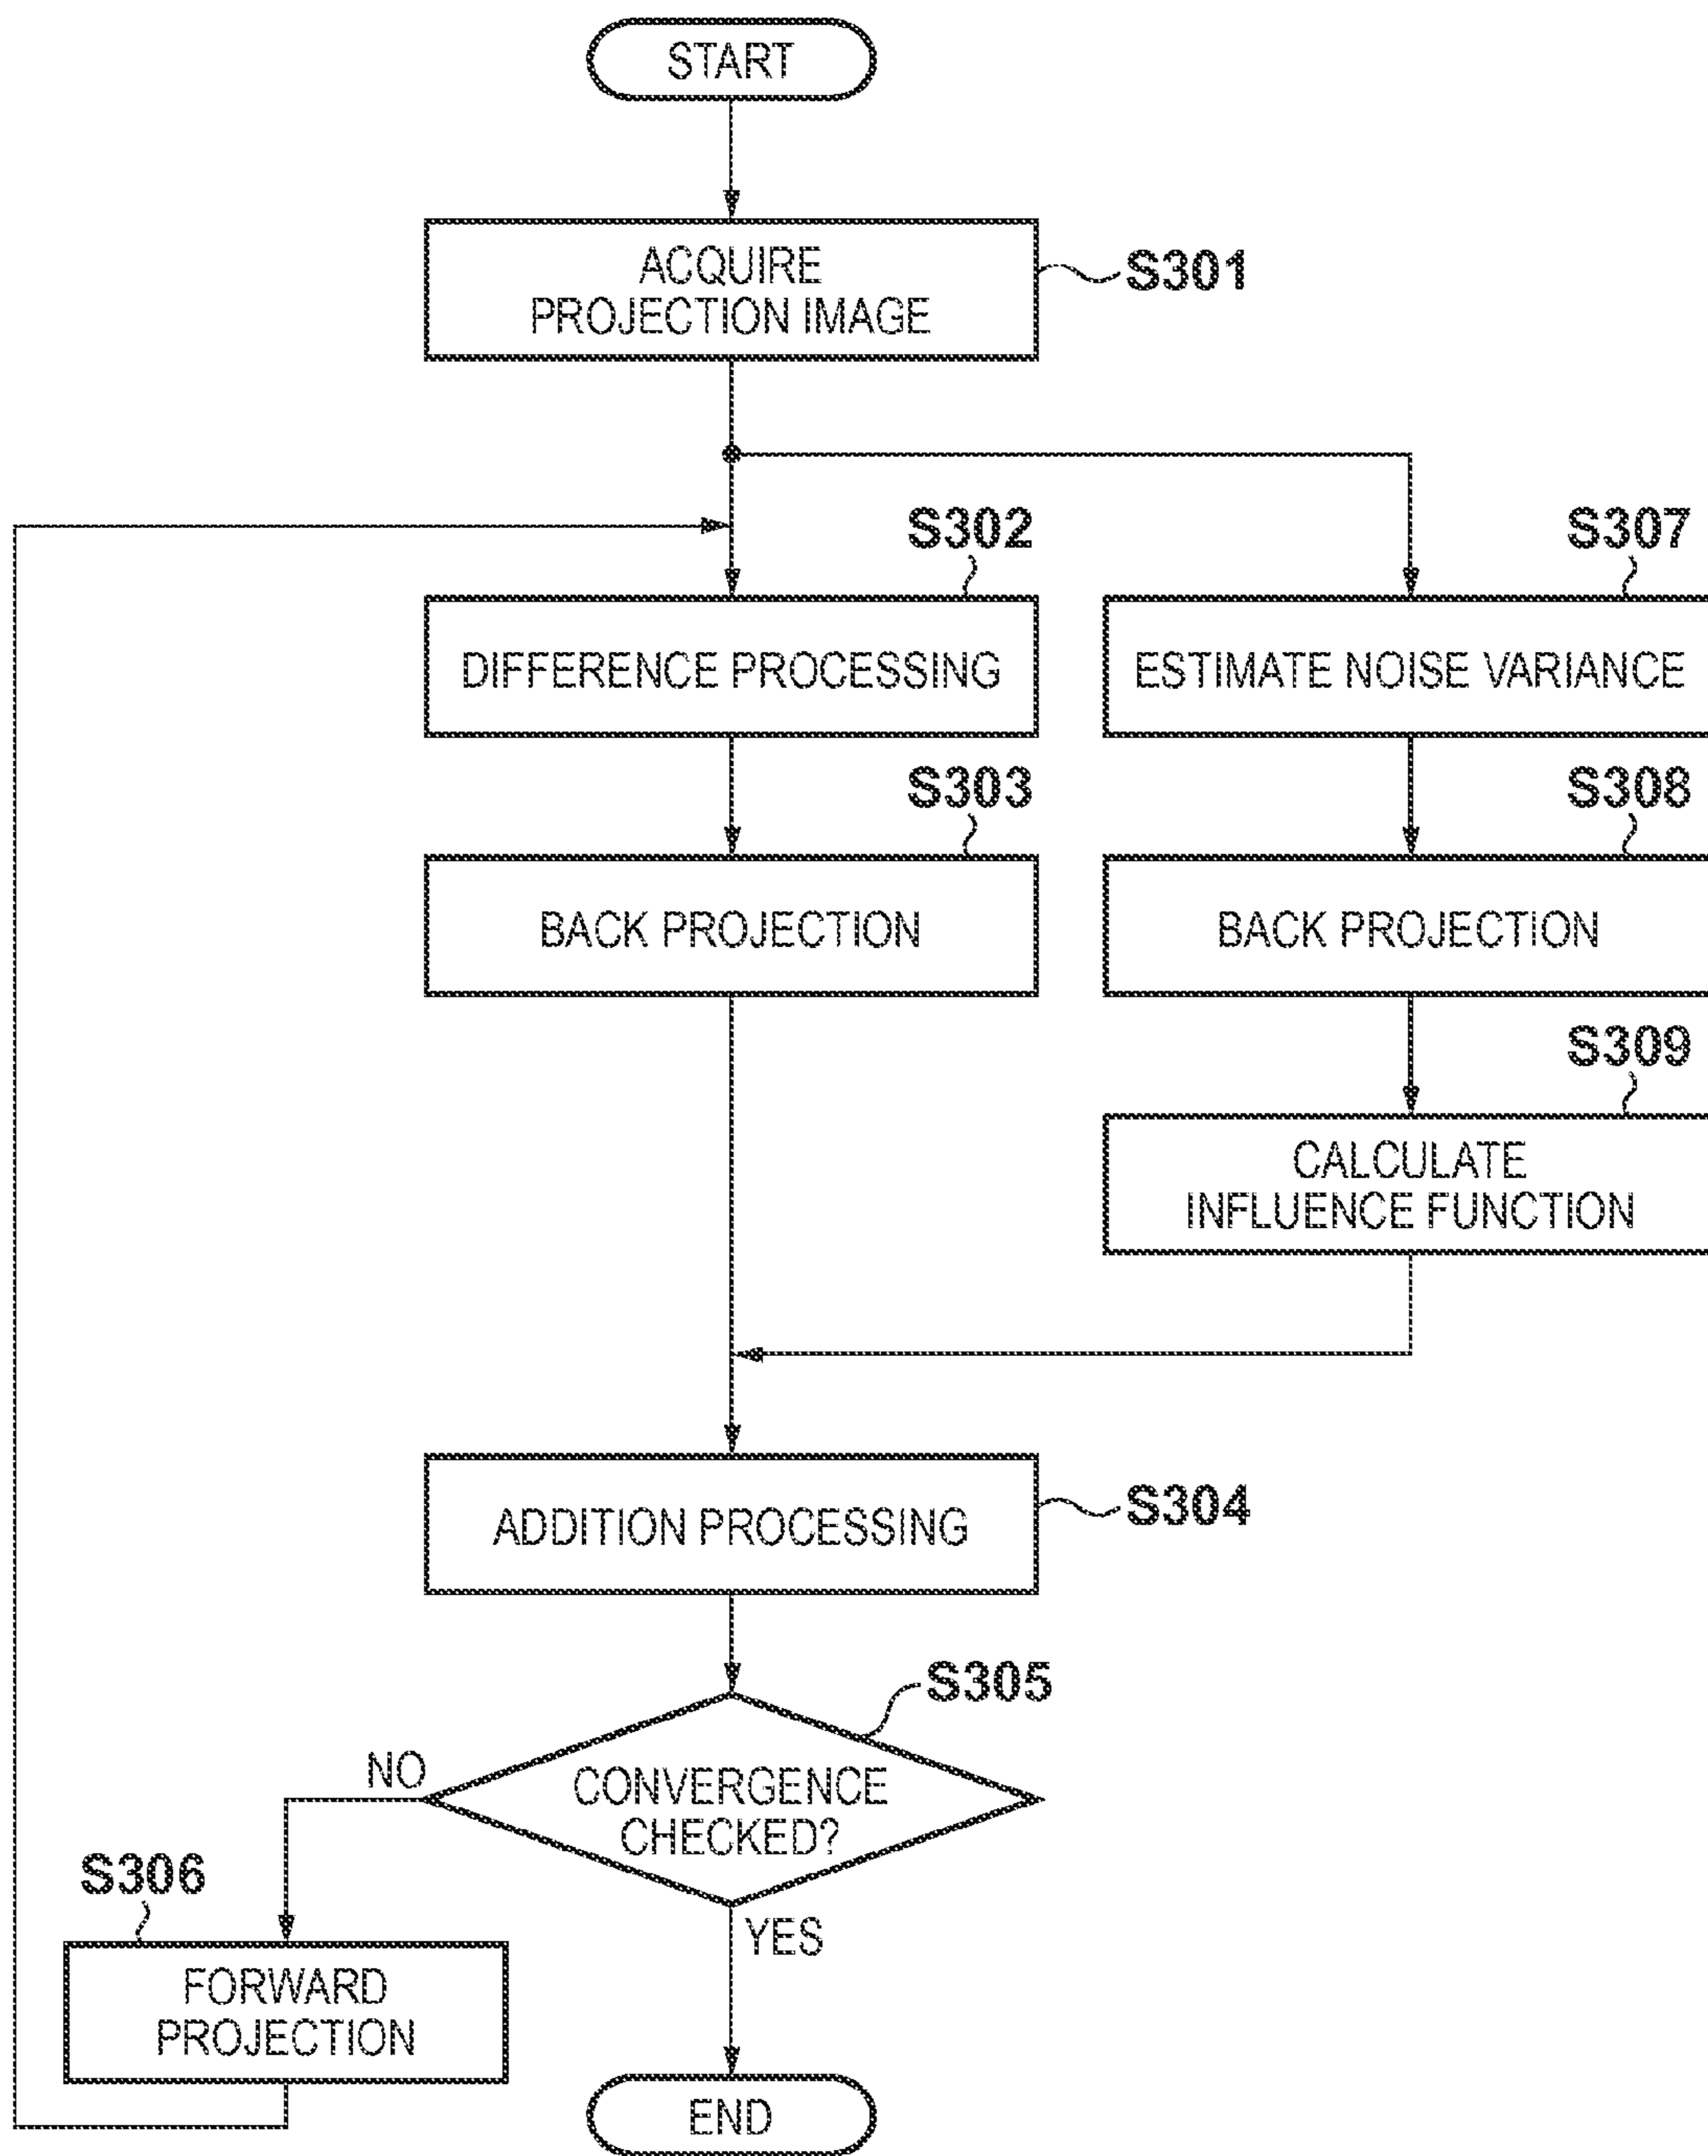 START
ACQUIRE
PROJECTION IMAGE
S301
S302
S307
DIFFERENCE PROCESSING
ESTIMATE NOISE VARIANCE
S303
S308
BACK PROJECTION
BACK PROJECTION
S309
CALCULATE
INFLUENCE FUNCTION
ADDITION PROCESSING
S304
S305
NO
CONVERGENCE
CHECKED?
S306
YES
FORWARD
PROJECTION
END